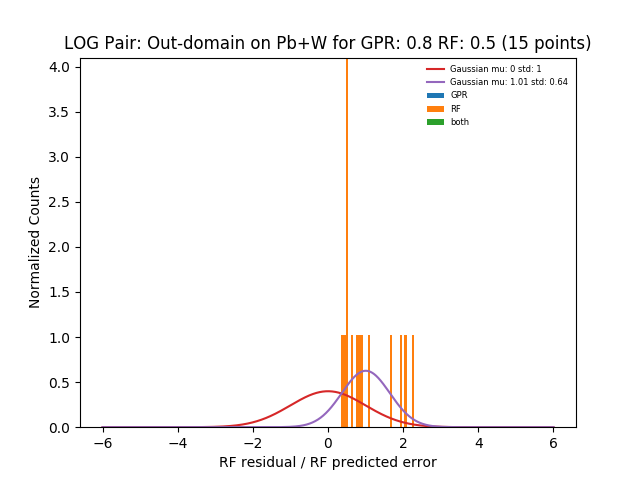 LOG Pair: Out-domain on Pb+W for GPR: 0.8 RF: 0.5 (15 points)
Gaussian mu: 0 std: 1
Gaussian mu: 1.01 std: 0.64
GPR
RF
both
Normalized Counts
4.0
3.5
3.0
2.5
2.0
1.5
1.0
0.5
0.0
−6 −4 −2 0 2 4 6
RF residual / RF predicted error